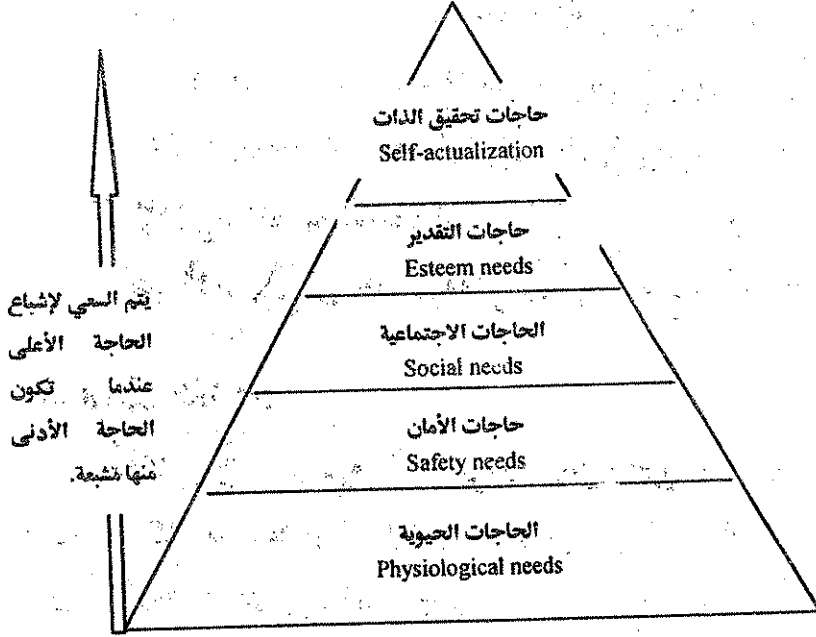 حاجات تحقيق الذات
Self-actualization
حاجات التقدير
Esteem needs
الحاجات الاجتماعية
Social needs
حاجات الأمان
Safety needs
الحاجات الحيوية
Physiological needs
يتم السعي لإشباع
الحاجة الأعلى
عندما تكون
الحاجة الأدنى
منها مُشبعة.